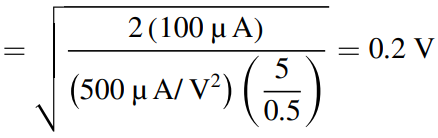 = √(2 (100 μ A) / ((500 μ A/ V²) (5/0.5))) = 0.2 V